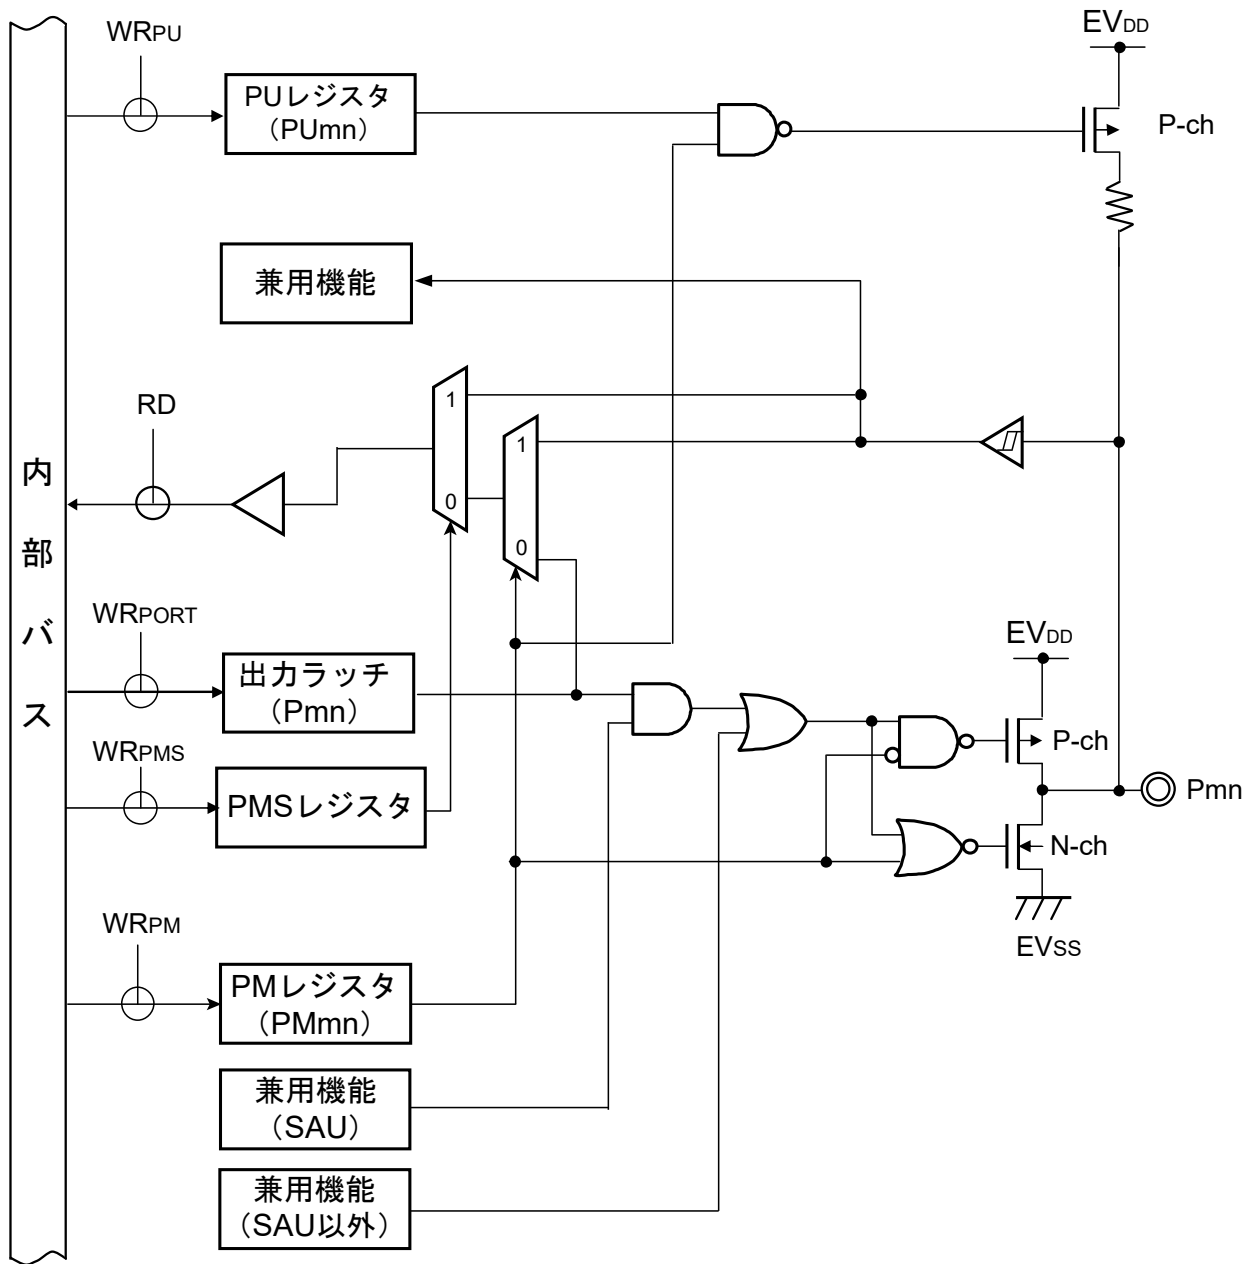 WRPU
PUレジスタ
（PUmn）
EVDD
P-ch
兼用機能
RD
1
0
1
0
内部バス
WRPORT
出力ラッチ
（Pmn）
WRPMS
PMSレジスタ
EVDD
P-ch
Pmn
N-ch
EVSS
WRPM
PMレジスタ
（PMmn）
兼用機能
（SAU）
兼用機能
（SAU以外）